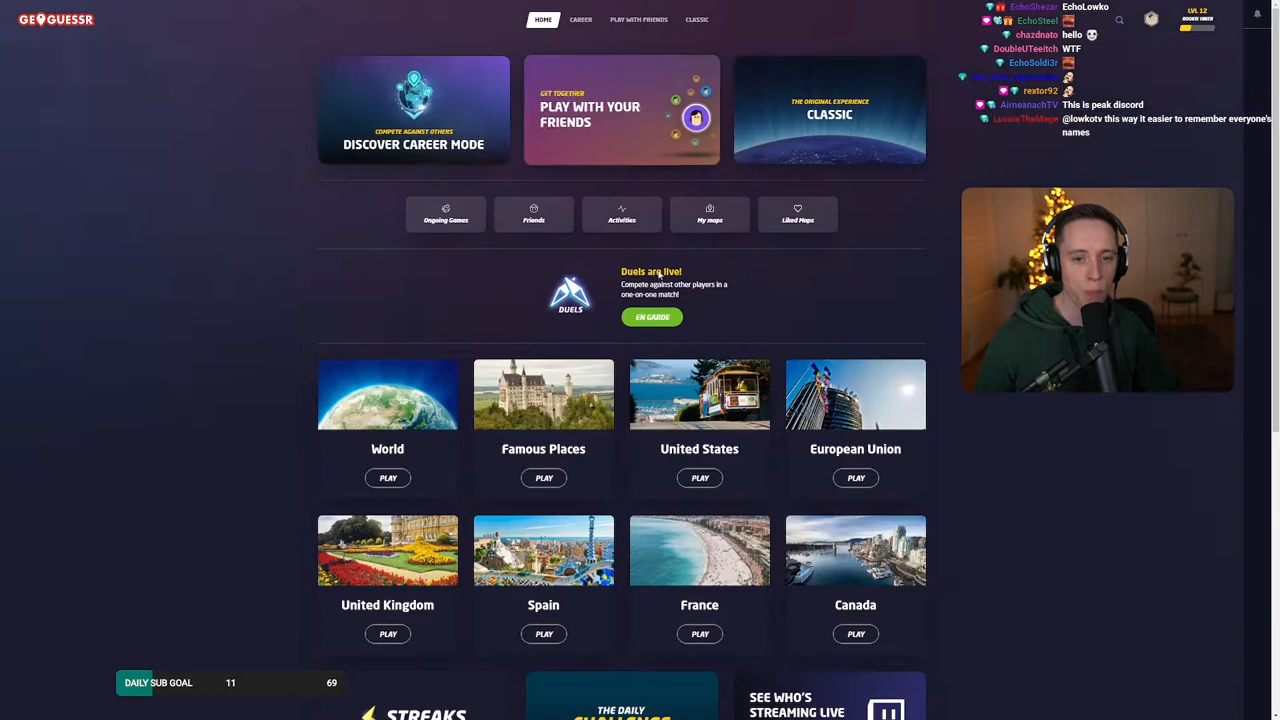 GEOGUESSR
HOME
CAREER
PLAY WITH FRIENDS
CLASSIC
LVL 12
ROOKIE HIKER
EchoShezar EchoLowko
EchoSteel
chazdnato hello
DoubleUTeeitch WTF
EchoSoldi3r
rextor92
AirneanachTV This is peak discord
LuciusTheMage @lowkotv this way it easier to remember everyone's
names
COMPETE AGAINST OTHERS
DISCOVER CAREER MODE
GET TOGETHER
PLAY WITH YOUR
FRIENDS
THE ORIGINAL EXPERIENCE
CLASSIC
Ongoing Games
Friends
Activities
My maps
Liked Maps
DUELS
Duels are live!
Compete against other players in a
one-on-one match!
EN GARDE
World
Famous Places
United States
European Union
PLAY
PLAY
PLAY
PLAY
United Kingdom
Spain
France
Canada
PLAY
PLAY
PLAY
PLAY
DAILY SUB GOAL 11 69
STREAKS
THE DAILY
CHALLENGE
SEE WHO'S
STREAMING LIVE